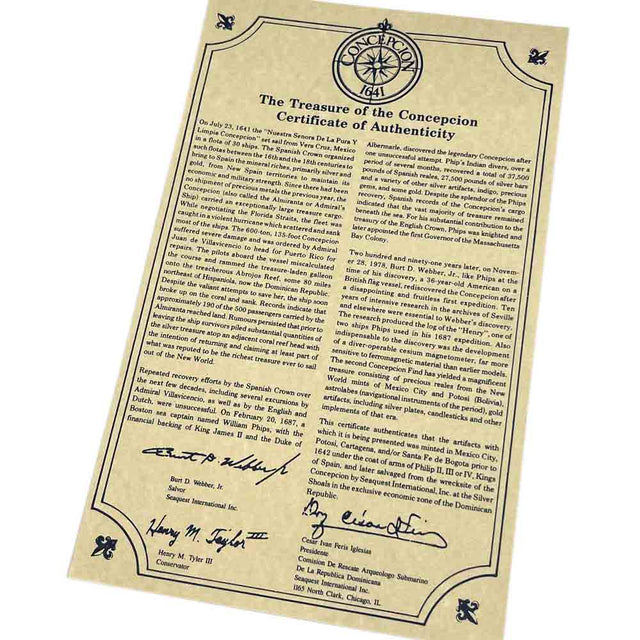 CONCEPCION
1641
The Treasure of the Concepcion
Certificate of Authenticity
On July 23, 1641 the "Nuestra Senora De La Pura Y
Limpia Concepcion" set sail from Vera Cruz, Mexico
in a flota of 30 ships. The Spanish Crown organized
such flotas between the 16th and the 18th centuries to
bring to Spain the mineral riches, primarily silver and
gold, from New Spain territories to maintain its
economic and military strength. Since there had been
no shipment of precious metals the previous year, the
Concepcion (also called the Almiranta or Admiral's
Ship) carried an exceptionally large treasure cargo.
While negotiating the Florida Straits, the fleet was
caught in a violent hurricane which scattered and sank
most of the ships. The 600-ton, 135-foot Concepcion
suffered severe damage and was ordered by Admiral
Juan de Villavicencio to head for Puerto Rico for
repairs. The pilots aboard the vessel miscalculated
the course and rammed the treasure-laden galleon
onto the treacherous Abrojos Reef, some 80 miles
northeast of Hispaniola, now the Dominican Republic.
Despite the valiant attempts to save her, the ship soon
broke up on the coral and sank. Records indicate that
approximately 190 of the 500 passengers carried by the
Almiranta reached land. Rumours persisted that prior to
leaving the ship survivors piled substantial quantities of
the silver treasure atop an adjacent coral reef head with
the intention of returning and claiming at least part of
what was reputed to be the richest treasure ever to sail
out of the New World.
Repeated recovery efforts by the Spanish Crown over
the next few decades, including several excursions by
Admiral Villavicencio, as well as by the English and
Dutch, were unsuccessful. On February 20, 1687, a
Boston sea captain named William Phips, with the
financial backing of King James II and the Duke of
Albermarle, discovered the legendary Concepcion after
one unsuccessful attempt. Phip's Indian divers, over a
period of several months, recovered a total of 37,500
pounds of Spanish reales, 27,500 pounds of silver bars
and a variety of other silver artifacts, indigo, precious
gems, and some gold. Despite the splendor of the Phips
recovery, Spanish records of the Concepcion's cargo
indicated that the vast majority of treasure remained
beneath the sea. For his substantial contribution to the
treasury of the English Crown, Phips was knighted and
later appointed the first Governor of the Massachusetts
Bay Colony.
Two hundred and ninety-one years later, on Novem-
ber 28, 1978, Burt D. Webber, Jr., like Phips at the
time of his discovery, a 36-year-old American on a
British flag vessel, rediscovered the Concepcion after
a disappointing and fruitless first expedition. Ten
years of intensive research in the archives of Seville
and elsewhere were essential to Webber's discovery.
The research produced the log of the "Henry", one of
two ships Phips used in his 1687 expedition. Also
indispensable to the discovery was the development
of a diver-operable cesium magnetometer, far more
sensitive to ferromagnetic material than earlier models.
The second Concepcion Find has yielded a magnificent
treasure consisting of precious reales from the New
World mints of Mexico City and Potosi (Bolivia),
astrolabes (navigational instruments of the period), gold
artifacts, including silver plates, candlesticks and other
implements of that era.
This certificate authenticates that the artifacts with
which it is being presented was minted in Mexico City,
Potosi, Cartagena, and/or Santa Fe de Bogota prior to
1642 under the coat of arms of Philip II, III or IV, Kings
of Spain, and later salvaged from the wrecksite of the
Concepcion by Seaquest International, Inc. at the Silver
Shoals in the exclusive economic zone of the Dominican
Republic.
Burt D Webber Jr
Burt D. Webber, Jr.
Salvor
Seaquest International Inc.
Henry M. Taylor III
Henry M. Tyler III
Conservator
Cesar Ivan Feris Iglesias
Presidente
Comision De Rescate Arqueologo Submarino
De La Republica Dominicana
Seaquest International Inc.
1165 North Clark, Chicago, IL